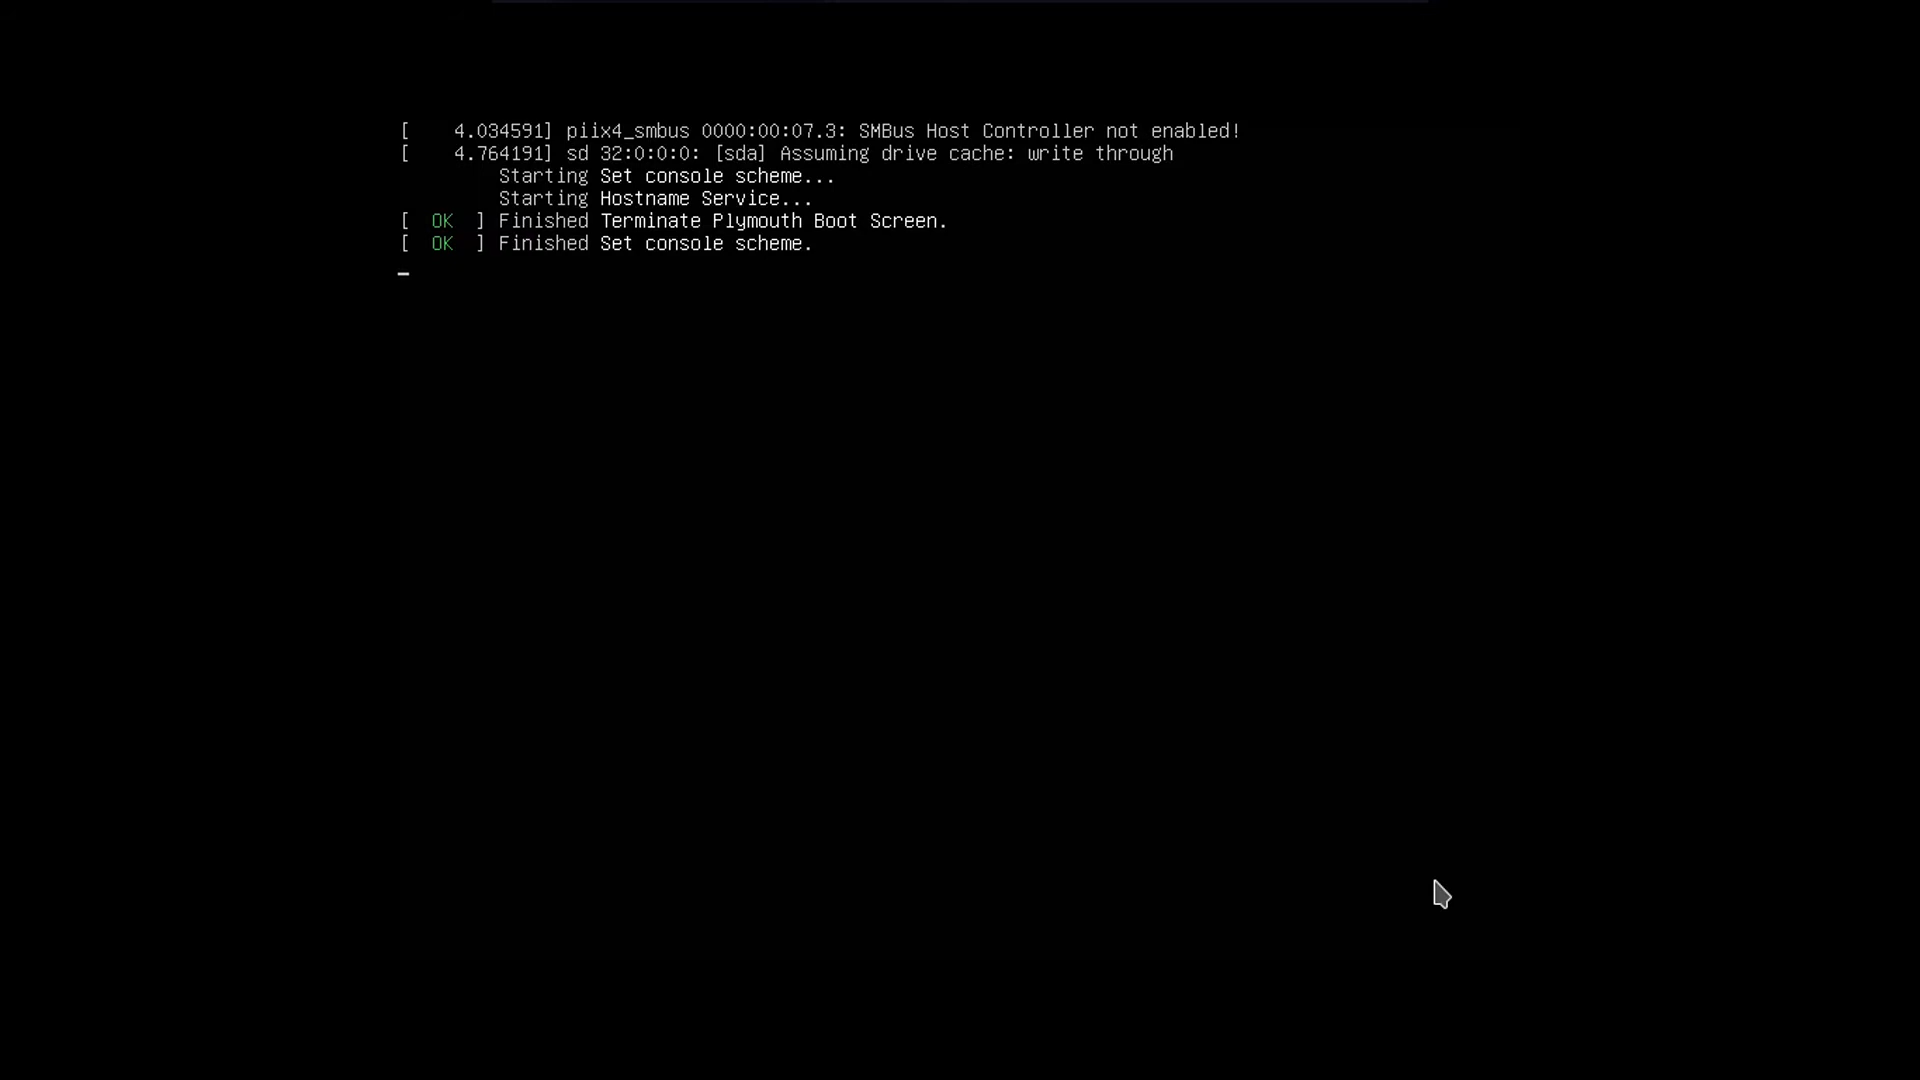 [    4.034591] piix4_smbus 0000:00:07.3: SMBus Host Controller not enabled!
[    4.764191] sd 32:0:0:0: [sda] Assuming drive cache: write through
         Starting Set console scheme...
         Starting Hostname Service...
[  OK  ] Finished Terminate Plymouth Boot Screen.
[  OK  ] Finished Set console scheme.